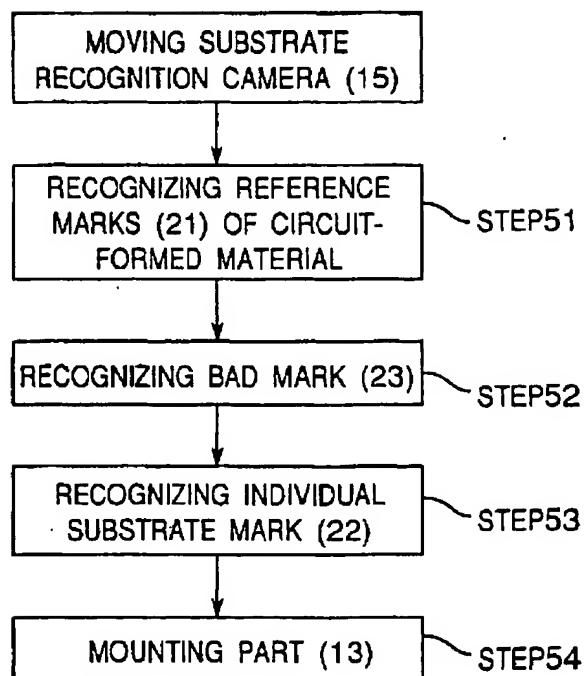 MOVING SUBSTRATE
RECOGNITION CAMERA (15)
RECOGNIZING REFERENCE
MARKS (21) OF CIRCUIT-
FORMED MATERIAL
STEP51
RECOGNIZING BAD MARK (23)
STEP52
RECOGNIZING INDIVIDUAL
SUBSTRATE MARK (22)
STEP53
MOUNTING PART (13)
STEP54